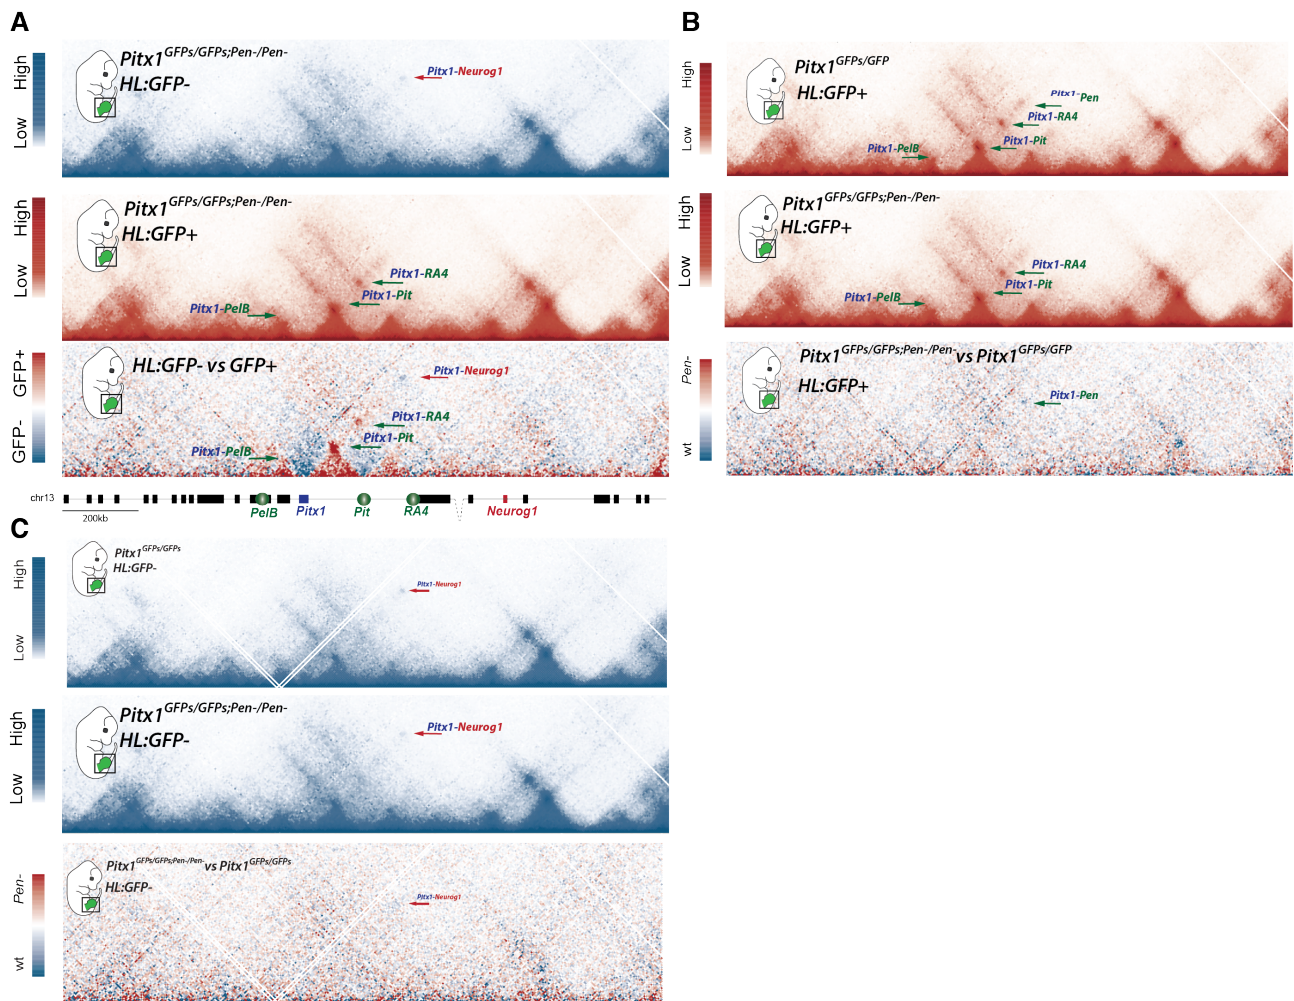 A
High
Low
Pitx1GFPs/GFPs;Pen-/Pen-
HL:GFP-
Pitx1-Neurog1
High
Low
Pitx1GFPs/GFPs;Pen-/Pen-
HL:GFP+
Pitx1-RA4
Pitx1-Pit
Pitx1-PelB
GFP+
GFP-
HL:GFP- vs GFP+
Pitx1-Neurog1
Pitx1-RA4
Pitx1-Pit
Pitx1-PelB
chr13
200kb
PelB
Pitx1
Pit
RA4
Neurog1
B
High
Low
Pitx1GFPs/GFP
HL:GFP+
Pitx1-Pen
Pitx1-RA4
Pitx1-Pit
Pitx1-PelB
High
Low
Pitx1GFPs/GFPs;Pen-/Pen-
HL:GFP+
Pitx1-RA4
Pitx1-Pit
Pitx1-PelB
Pen-
wt
Pitx1GFPs/GFPs;Pen-/Pen- vs Pitx1GFPs/GFP
HL:GFP+
Pitx1-Pen
C
High
Low
Pitx1GFPs/GFPs
HL:GFP-
Pitx1-Neurog1
High
Low
Pitx1GFPs/GFPs;Pen-/Pen-
HL:GFP-
Pitx1-Neurog1
Pen-
wt
Pitx1GFPs/GFPs;Pen-/Pen- vs Pitx1GFPs/GFPs
HL:GFP-
Pitx1-Neurog1